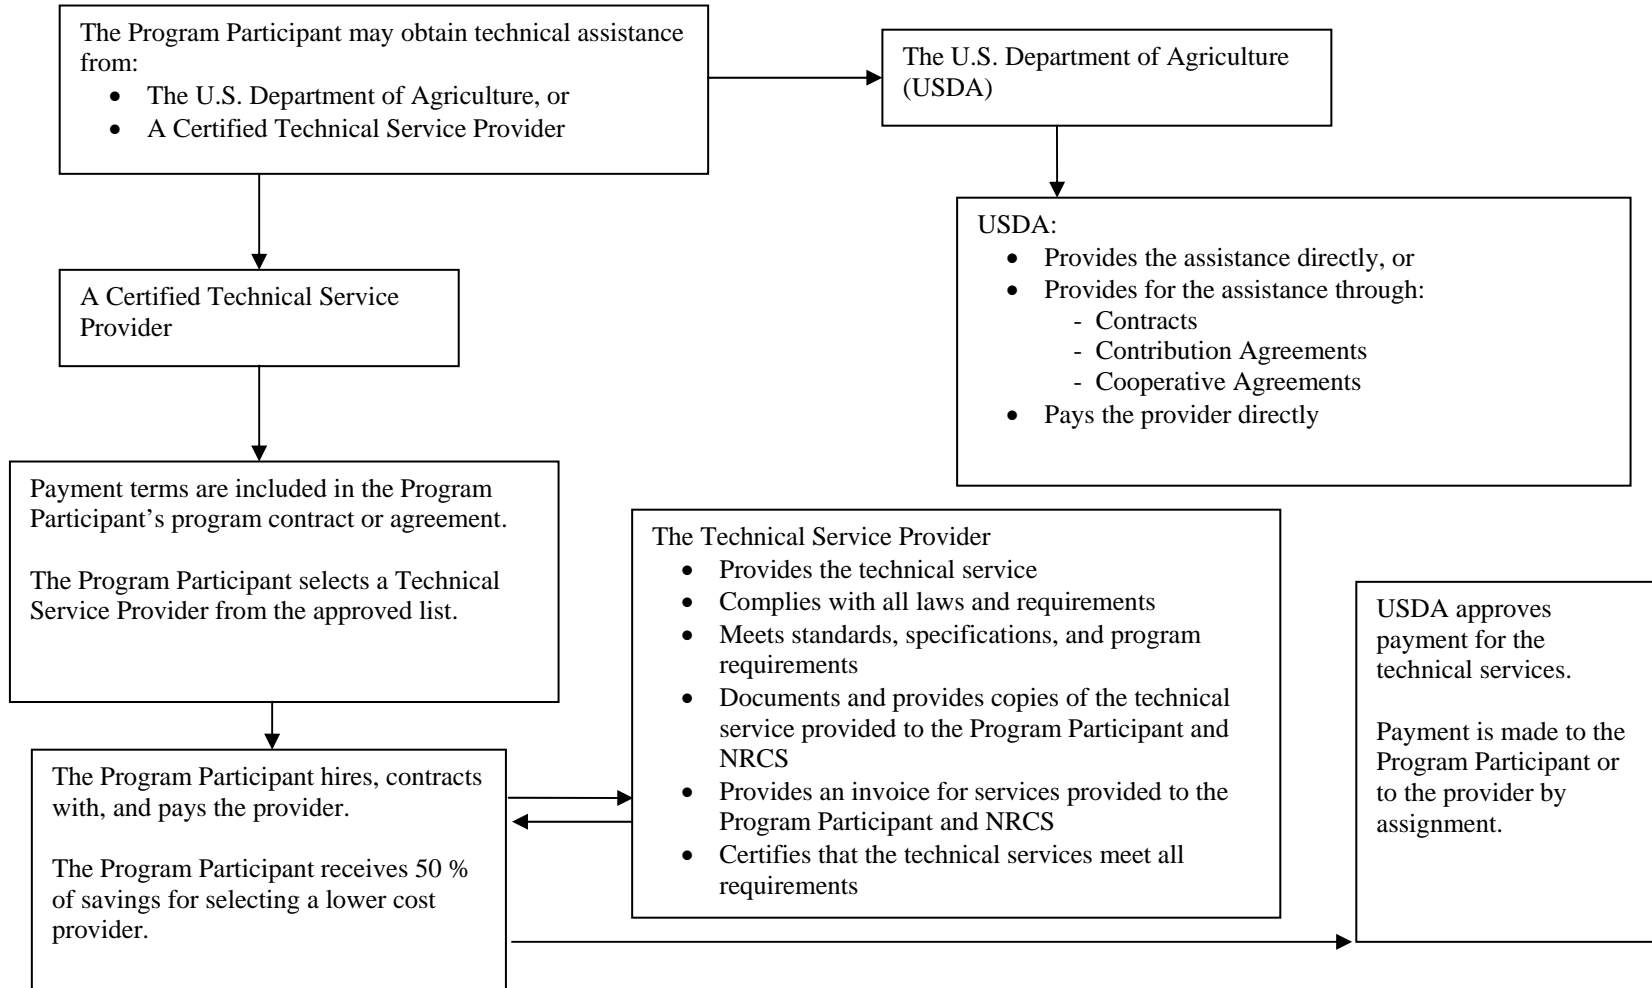 The Program Participant may obtain technical assistance
from:
• The U.S. Department of Agriculture, or
• A Certified Technical Service Provider
The U.S. Department of Agriculture
(USDA)
USDA:
• Provides the assistance directly, or
• Provides for the assistance through:
- Contracts
- Contribution Agreements
- Cooperative Agreements
• Pays the provider directly
A Certified Technical Service
Provider
Payment terms are included in the Program
Participant’s program contract or agreement.
The Program Participant selects a Technical
Service Provider from the approved list.
The Technical Service Provider
• Provides the technical service
• Complies with all laws and requirements
• Meets standards, specifications, and program
requirements
• Documents and provides copies of the technical
service provided to the Program Participant and
NRCS
• Provides an invoice for services provided to the
Program Participant and NRCS
• Certifies that the technical services meet all
requirements
USDA approves
payment for the
technical services.
Payment is made to the
Program Participant or
to the provider by
assignment.
The Program Participant hires, contracts
with, and pays the provider.
The Program Participant receives 50 %
of savings for selecting a lower cost
provider.